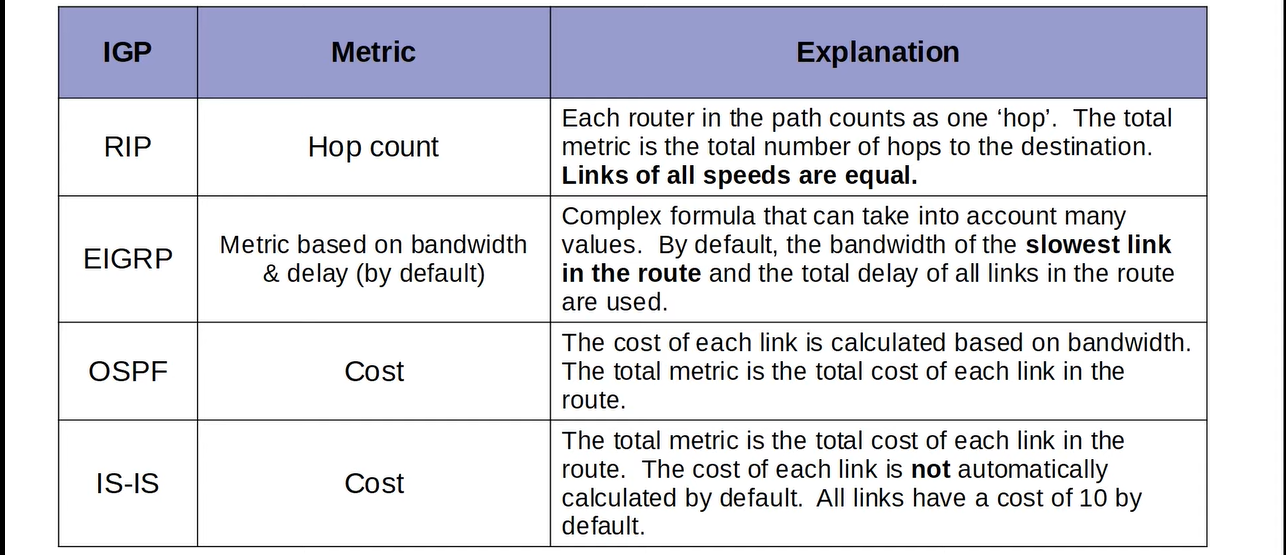 IGP
Metric
Explanation
RIP
Hop count
Each router in the path counts as one ‘hop’.  The total
metric is the total number of hops to the destination.
Links of all speeds are equal.
EIGRP
Metric based on bandwidth
& delay (by default)
Complex formula that can take into account many
values.  By default, the bandwidth of the slowest link
in the route and the total delay of all links in the route
are used.
OSPF
Cost
The cost of each link is calculated based on bandwidth.
The total metric is the total cost of each link in the
route.
IS-IS
Cost
The total metric is the total cost of each link in the
route.  The cost of each link is not automatically
calculated by default.  All links have a cost of 10 by
default.